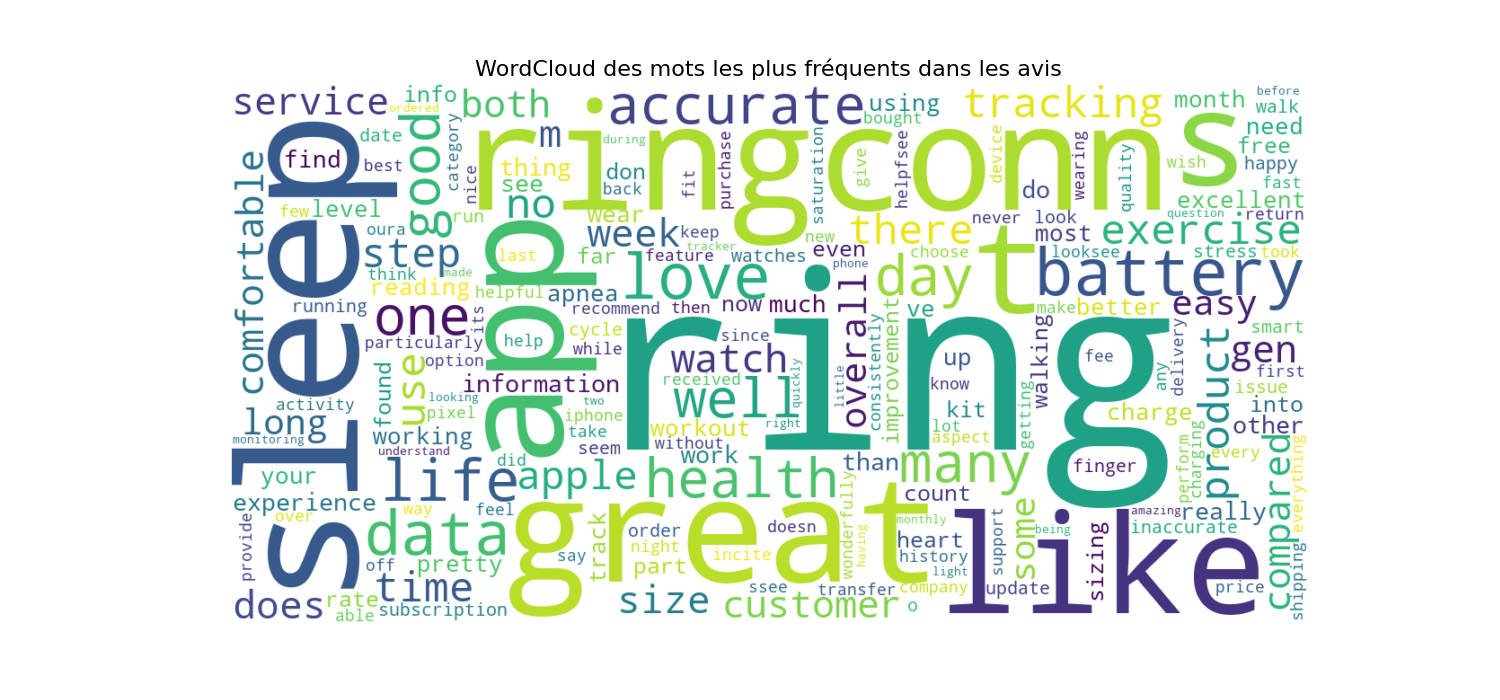 WordCloud des mots les plus fréquents dans les avis
service
ordered
info
both
accurate
using
bought
tracking
month
before
walk
need
free
happy
date
find
best
good
category
nice
ringconn
m
during
s
thing
see
don
back
fit
purchase
saturation
give
helpfsee
device
wearing
quality
wish
fast
excellent
do
comfortable
sleep
few
level
oura
run
no
wear
week
keep
new
there
never
look
most
question
return
exercise
step
think
made
app
last
far
feature
tracker
watches
even
phone
choose
t
looksee
stress
took
battery
reading
helpful
apnea
love
day
running
one
its
recommend
then
now
much
overall
improvement
ve
make
better
easy
smart
particularly
option
help
cycle
while
ring
since
watch
up
walking
fee
any
delivery
product
gen
first
issue
information
received
well
quickly
little
consistently
know
kit
getting
charge
into
other
found
use
looking
pixel
two
iphone
take
workout
right
lot
aspect
activity
long
monitoring
working
understand
did
seem
without
work
than
many
finger
perform
charging
every
compared
everything
your
life
apple
health
count
really
experience
over
way
feel
great
wonderfully
having
monthly
heart
history
light
like
some
support
being
sizing
amazing
inaccurate
provide
data
off
pretty
say
track
order
night
part
doesn
incite
company
update
price
shipping
does
rate
able
time
subscription
size
ssee
customer
transfer
o